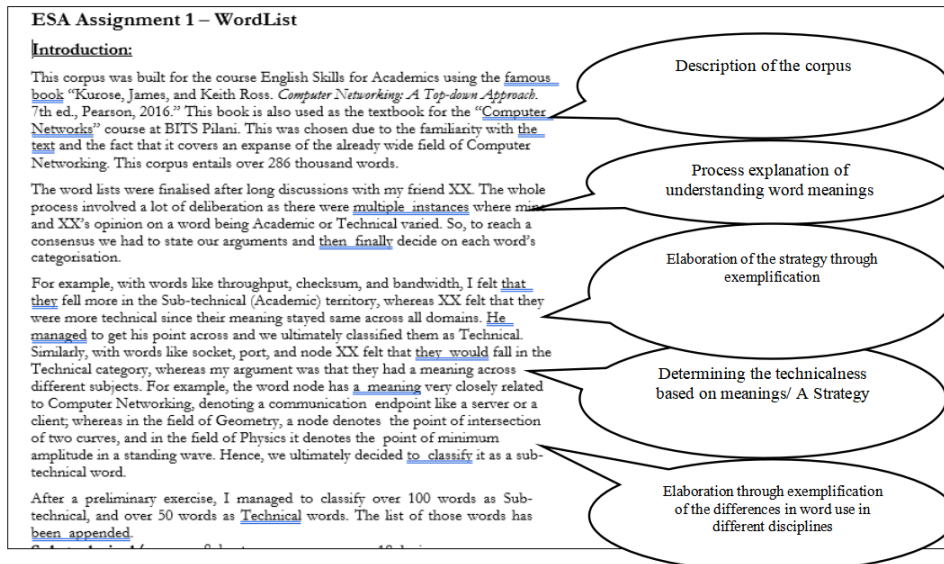 ESA Assignment 1 – WordList
Introduction:
This corpus was built for the course English Skills for Academics using the famous
book “Kurose, James, and Keith Ross. Computer Networking: A Top-down Approach.
7th ed., Pearson, 2016.” This book is also used as the textbook for the “Computer
Networks” course at BITS Pilani. This was chosen due to the familiarity with the
text and the fact that it covers an expanse of the already wide field of Computer
Networking. This corpus entails over 286 thousand words.
The word lists were finalised after long discussions with my friend XX. The whole
process involved a lot of deliberation as there were multiple instances where mine
and XX’s opinion on a word being Academic or Technical varied. So, to reach a
consensus we had to state our arguments and then finally decide on each word’s
categorisation.
For example, with words like throughput, checksum, and bandwidth, I felt that
they fell more in the Sub-technical (Academic) territory, whereas XX felt that they
were more technical since their meaning stayed same across all domains. He
managed to get his point across and we ultimately classified them as Technical.
Similarly, with words like socket, port, and node XX felt that they would fall in the
Technical category, whereas my argument was that they had a meaning across
different subjects. For example, the word node has a meaning very closely related
to Computer Networking, denoting a communication endpoint like a server or a
client; whereas in the field of Geometry, a node denotes the point of intersection
of two curves, and in the field of Physics it denotes the point of minimum
amplitude in a standing wave. Hence, we ultimately decided to classify it as a sub-
technical word.
After a preliminary exercise, I managed to classify over 100 words as Sub-
technical, and over 50 words as Technical words. The list of those words has
been appended.
Description of the corpus
Process explanation of
understanding word meanings
Elaboration of the strategy through
exemplification
Determining the technicalness
based on meanings/ A Strategy
Elaboration through exemplification
of the differences in word use in
different disciplines